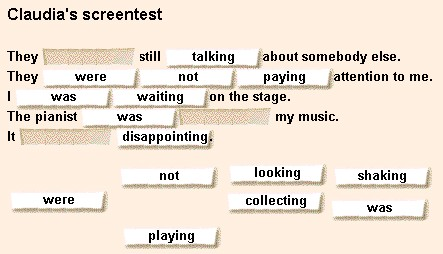 Claudia's screentest
They still talking about somebody else.
They were not paying attention to me.
I was waiting on the stage.
The pianist was my music.
It disappointing.
not looking shaking
were collecting was
playing